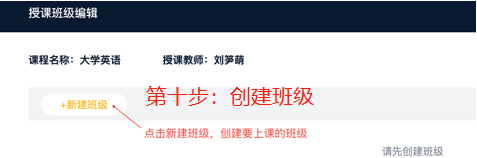 授课班级编辑
课程名称：大学英语 授课教师：刘笋萌
+新建班级 第十步：创建班级
点击新建班级，创建要上课的班级
请先创建班级